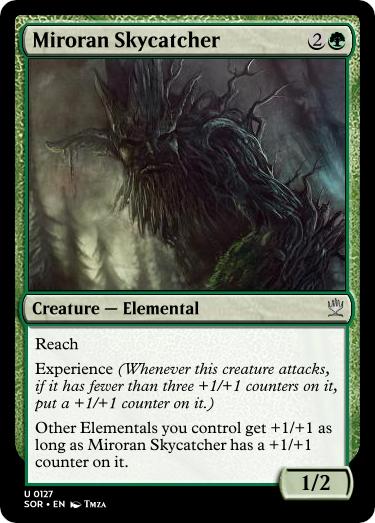 Miroran Skycatcher 2
Creature — Elemental
Reach
Experience (Whenever this creature attacks,
if it has fewer than three +1/+1 counters on it,
put a +1/+1 counter on it.)
Other Elementals you control get +1/+1 as
long as Miroran Skycatcher has a +1/+1
counter on it.
1/2
U 0127
SOR • EN Tmza